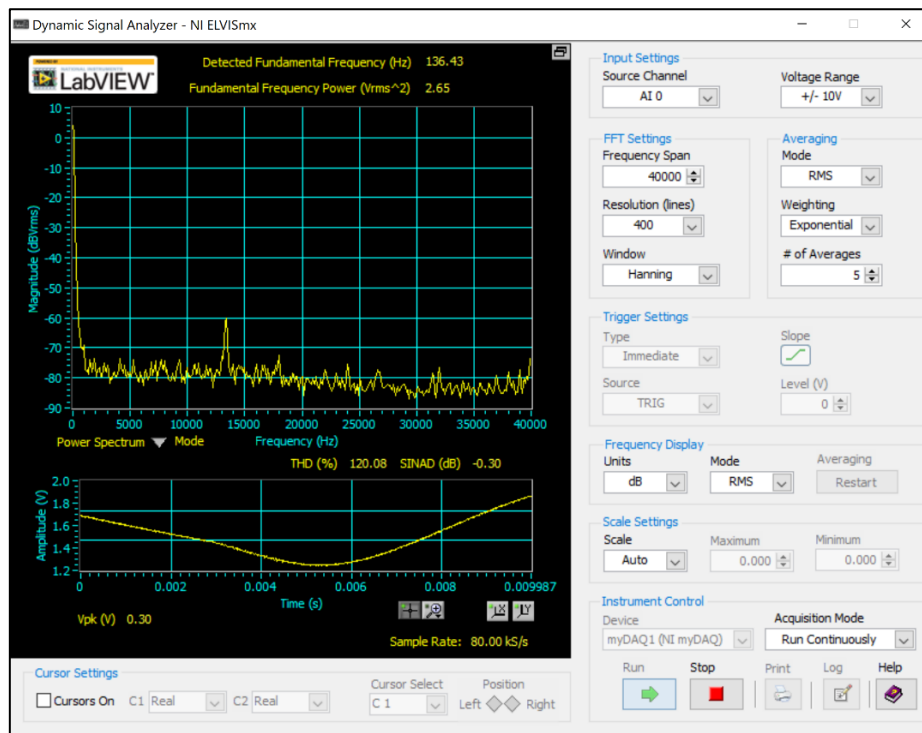 Dynamic Signal Analyzer - NI ELVISmx
LabVIEW
Detected Fundamental Frequency (Hz) 136.43
Fundamental Frequency Power (Vrms^2) 2.65
Magnitude (dBVrms)
10
0
-10
-20
-30
-40
-50
-60
-70
-80
-90
0 5000 10000 15000 20000 25000 30000 35000 40000
Power Spectrum Mode Frequency (Hz)
THD (%) 120.08 SINAD (dB) -0.30
Amplitude (V)
2.0
1.8
1.6
1.4
1.2
0 0.002 0.004 0.006 0.008 0.009987
Time (s)
Vpk (V) 0.30
Sample Rate: 80.00 kS/s
Cursor Settings
Cursors On C1 Real C2 Real
Cursor Select
C 1
Position
Left Right
Input Settings
Source Channel Voltage Range
AI 0 +/- 10V
FFT Settings
Frequency Span
40000
Resolution (lines)
400
Window
Hanning
Averaging
Mode
RMS
Weighting
Exponential
# of Averages
5
Trigger Settings
Type Slope
Immediate
Source Level (V)
TRIG 0
Frequency Display
Units Mode Averaging
dB RMS Restart
Scale Settings
Scale Maximum Minimum
Auto 0.000 0.000
Instrument Control
Device Acquisition Mode
myDAQ1 (NI myDAQ) Run Continuously
Run Stop Print Log Help